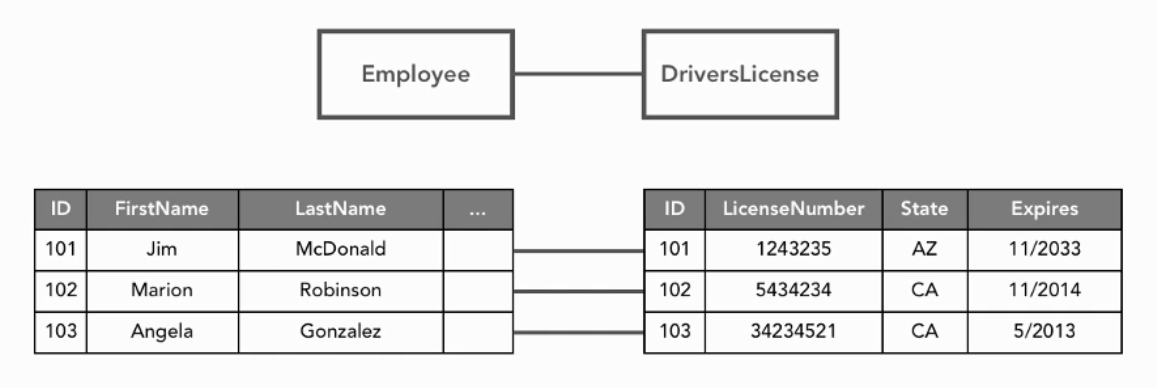 Employee DriversLicense
ID FirstName LastName ... ID LicenseNumber State Expires
101 Jim McDonald 101 1243235 AZ 11/2033
102 Marion Robinson 102 5434234 CA 11/2014
103 Angela Gonzalez 103 34234521 CA 5/2013